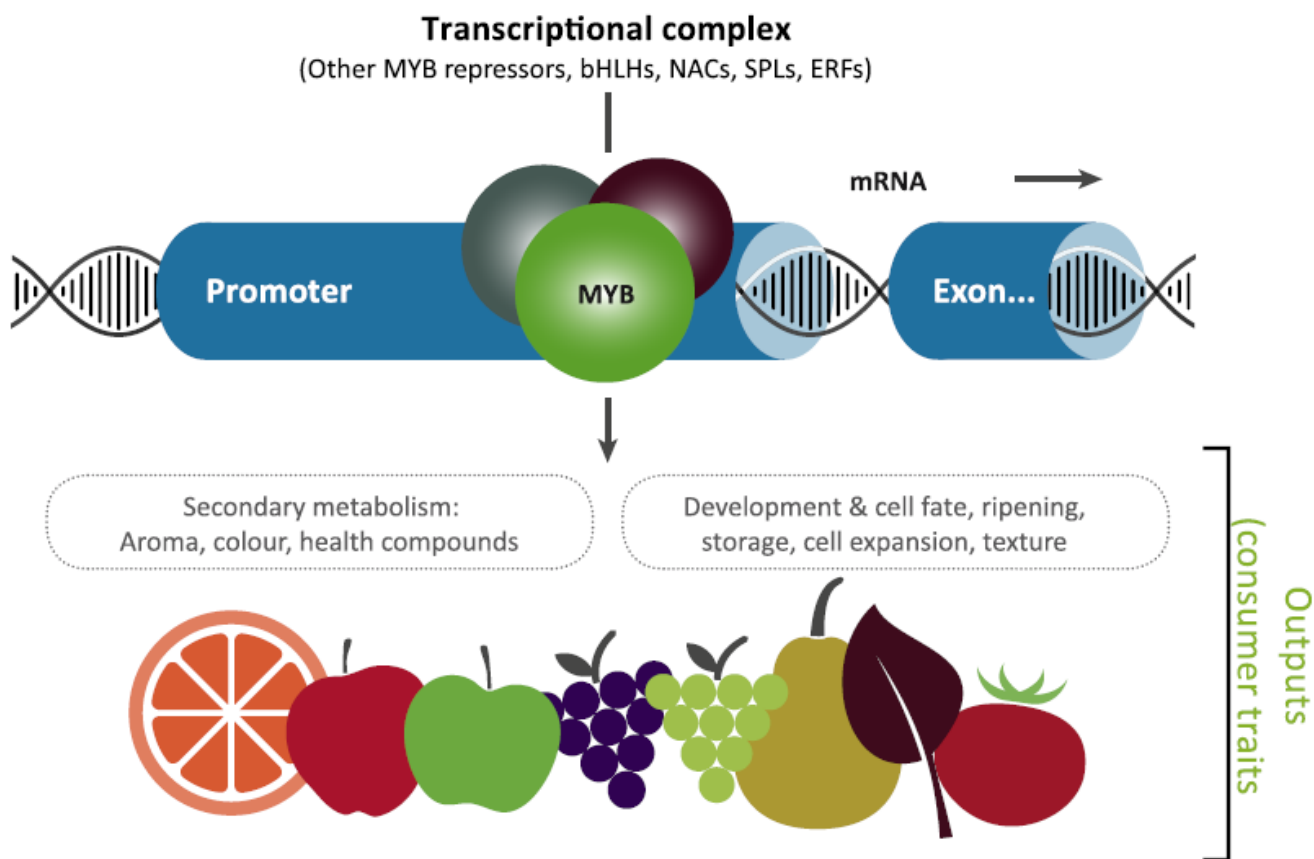 Transcriptional complex
(Other MYB repressors, bHLHs, NACs, SPLs, ERFs)
mRNA
Promoter
MYB
Exon...
Secondary metabolism:
Aroma, colour, health compounds
Development & cell fate, ripening,
storage, cell expansion, texture
Outputs
(consumer traits